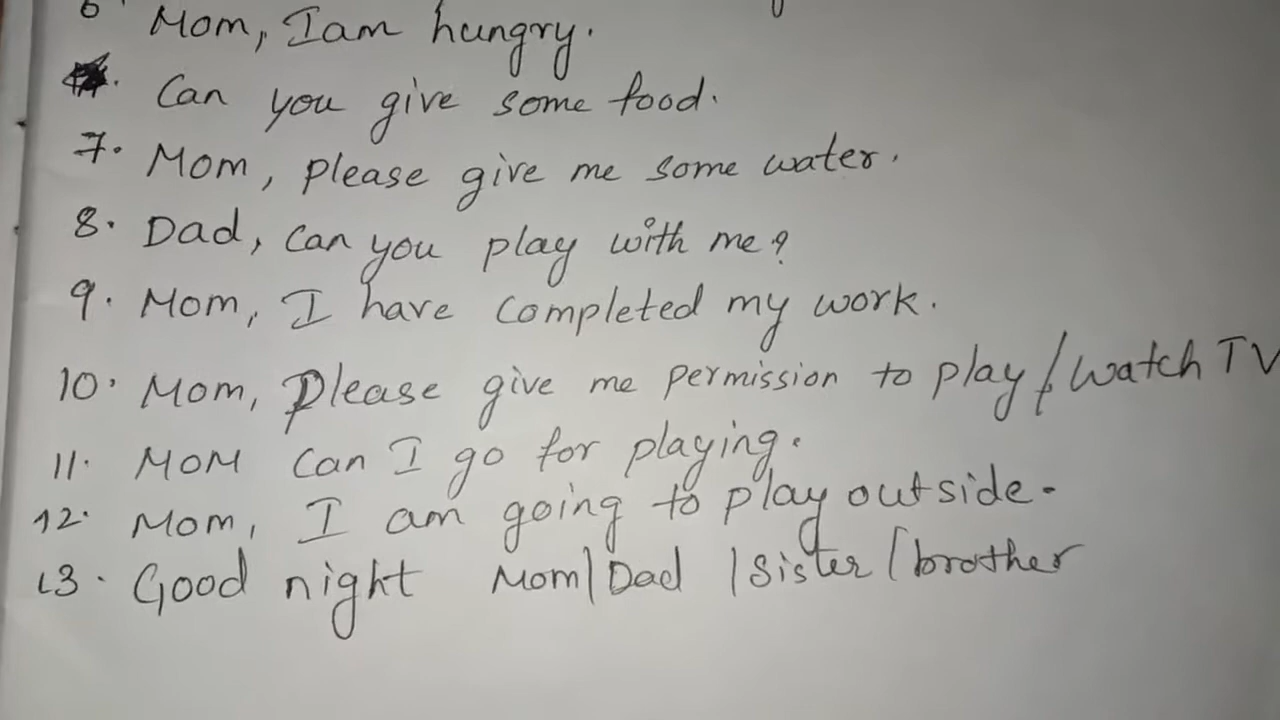 6. Mom, I am hungry.
Can you give some food.
7. Mom, please give me some water.
8. Dad, can you play with me?
9. Mom, I have completed my work.
10. Mom, Please give me permission to play/watch TV
11. MOM can I go for playing.
12. Mom, I am going to play outside.
13. Good night Mom|Dad |sister/brother